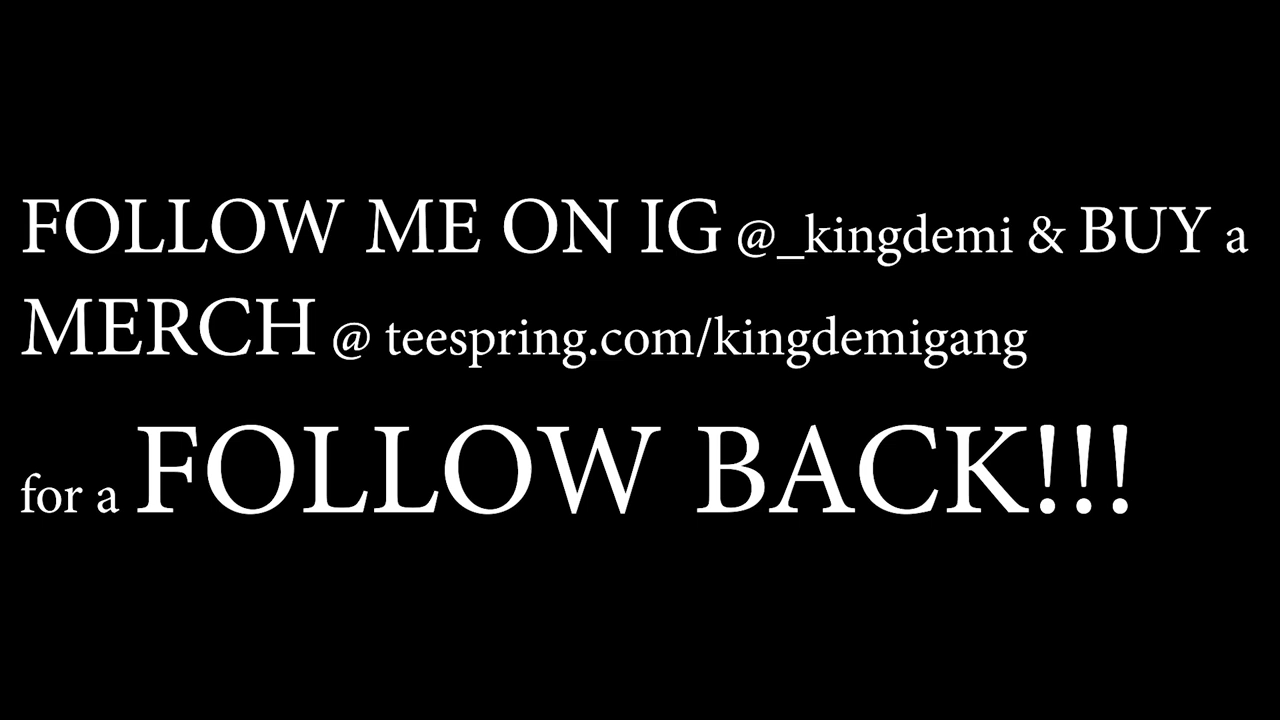 FOLLOW ME ON IG @_kingdemi & BUY a
MERCH @ teespring.com/kingdemigang
for a FOLLOW BACK!!!